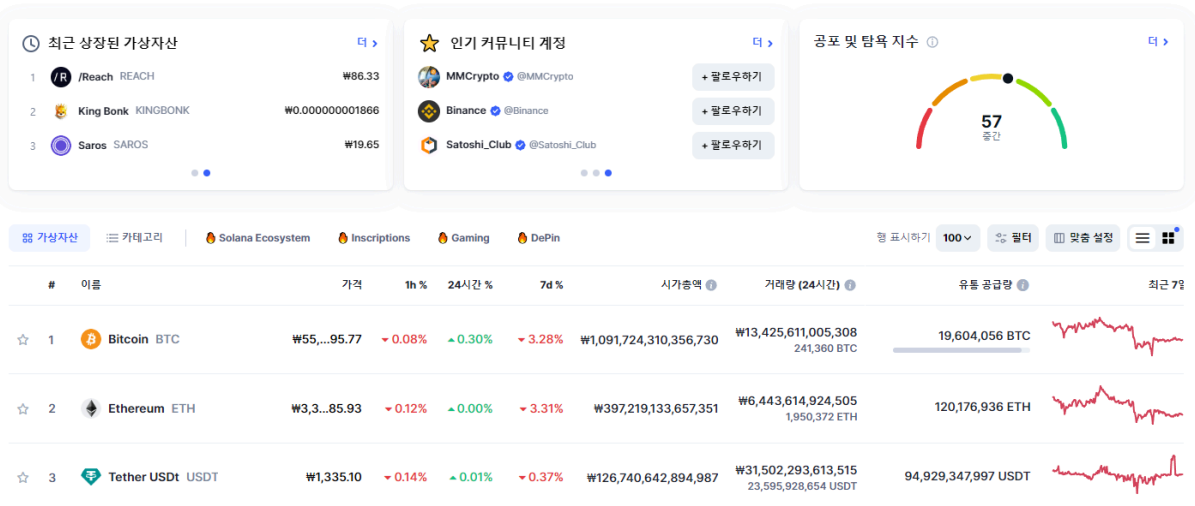 최근 상장된 가상자산 더 >
1 /Reach REACH ₩86.33
2 King Bonk KINGBONK ₩0.000000001866
3 Saros SAROS ₩19.65
인기 커뮤니티 계정 더 >
MMCrypto @MMCrypto + 팔로우하기
Binance @Binance + 팔로우하기
Satoshi_Club @Satoshi_Club + 팔로우하기
공포 및 탐욕 지수 더 >
57
중간
가상자산 카테고리 Solana Ecosystem Inscriptions Gaming DePin 행 표시하기 100 필터 맞춤 설정
# 이름 가격 1h % 24시간 % 7d % 시가총액 거래량 (24시간) 유통 공급량 최근 7일
1 Bitcoin BTC ₩55,...95.77 0.08% 0.30% 3.28% ₩1,091,724,310,356,730 ₩13,425,611,005,308 19,604,056 BTC
241,360 BTC
2 Ethereum ETH ₩3,3...85.93 0.12% 0.00% 3.31% ₩397,219,133,657,351 ₩6,443,614,924,505 120,176,936 ETH
1,950,372 ETH
3 Tether USDt USDT ₩1,335.10 0.14% 0.01% 0.37% ₩126,740,642,894,987 ₩31,502,293,613,515 94,929,347,997 USDT
23,595,928,654 USDT